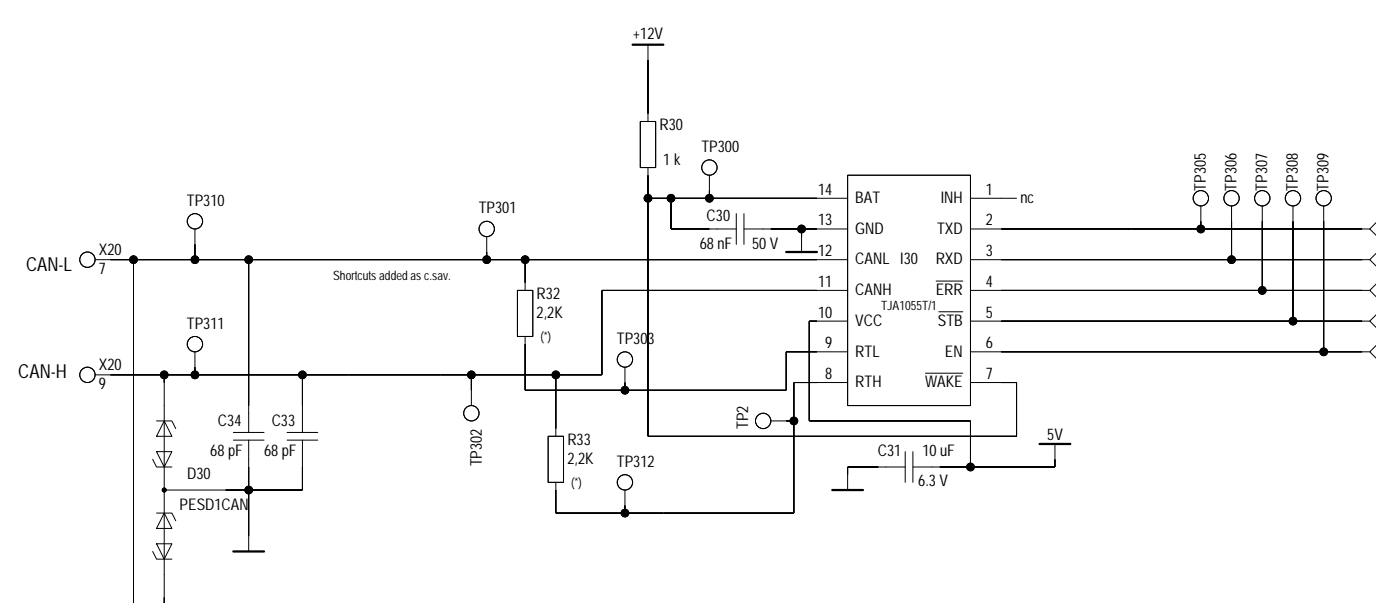 +12V
R30
1 k
TP300
TP310
TP301
CAN-L
X20
7
Shortcuts added as c.sav.
C30
68 nF
50 V
14
BAT
INH
1
nc
13
GND
TXD
2
12
CANL
I30
RXD
3
11
CANH
ERR
4
TJA1055T/1
10
VCC
STB
5
9
RTL
EN
6
8
RTH
WAKE
7
TP305
TP306
TP307
TP308
TP309
R32
2,2K
(*)
TP311
TP303
CAN-H
X20
9
C34
68 pF
C33
68 pF
TP302
TP2
R33
2,2K
(*)
TP312
C31
10 uF
6.3 V
5V
D30
PESD1CAN